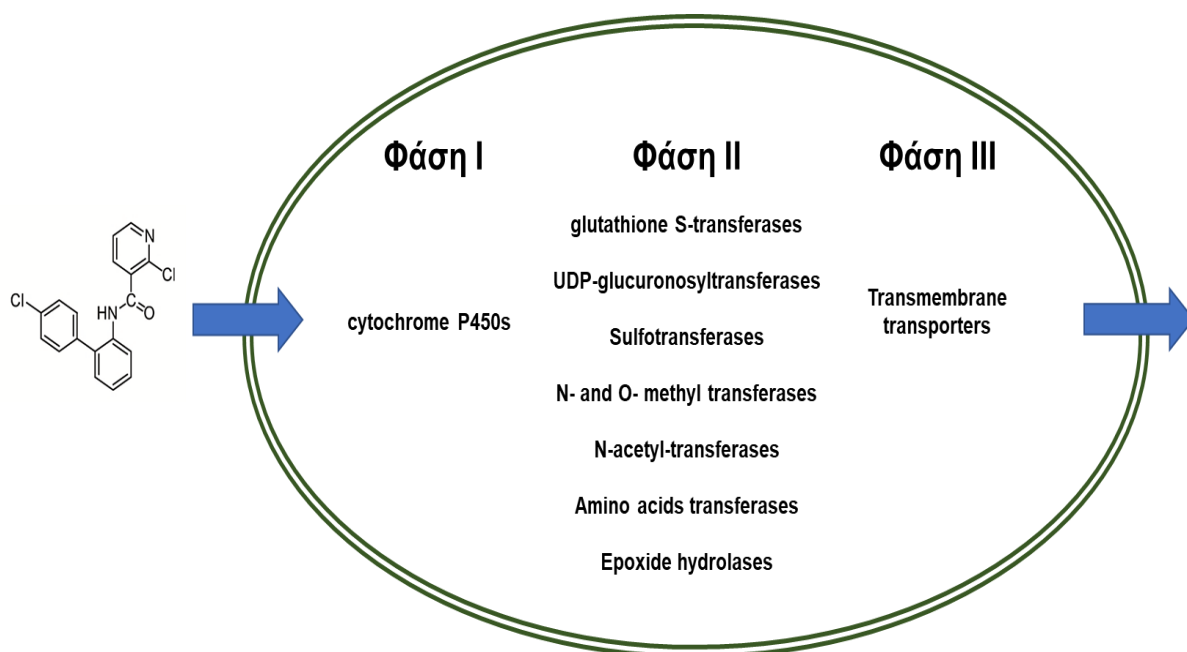 Φάση I
Φάση II
Φάση III
glutathione S-transferases
UDP-glucuronosyltransferases
Sulfotransferases
N- and O- methyl transferases
N-acetyl-transferases
Amino acids transferases
Epoxide hydrolases
cytochrome P450s
Transmembrane
transporters
N
Cl
C
O
HN
Cl